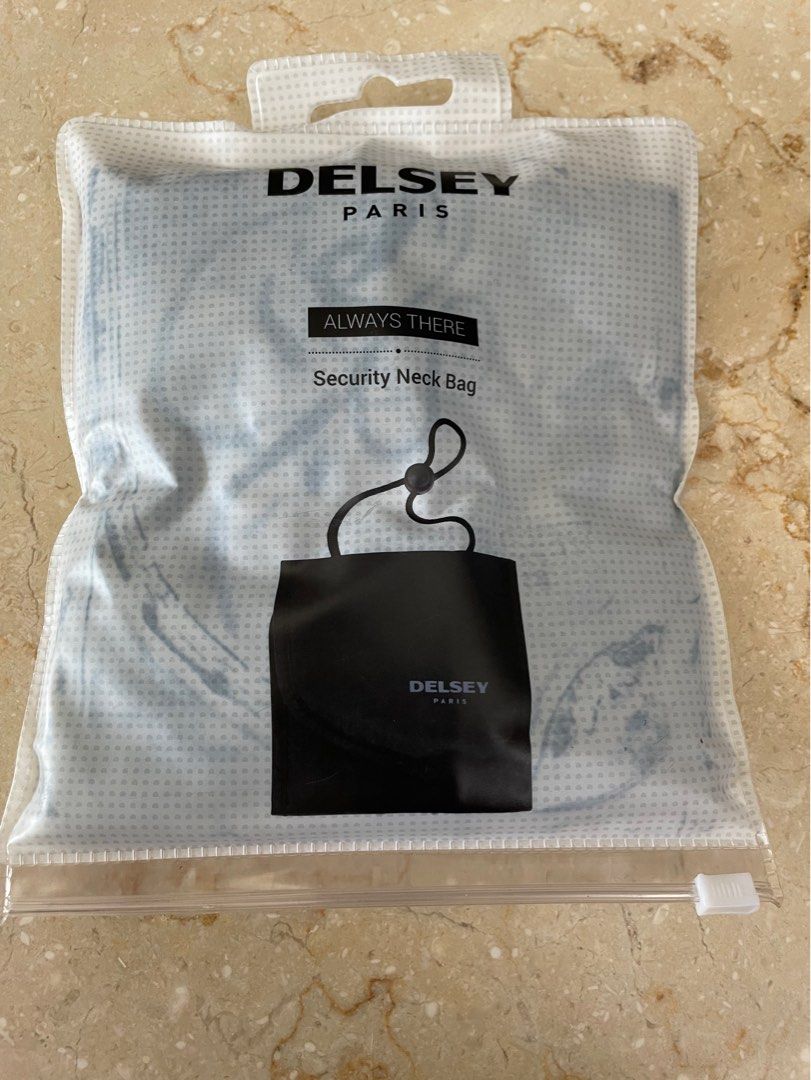 DELSEY
PARIS
ALWAYS THERE
Security Neck Bag
DELSEY
PARIS